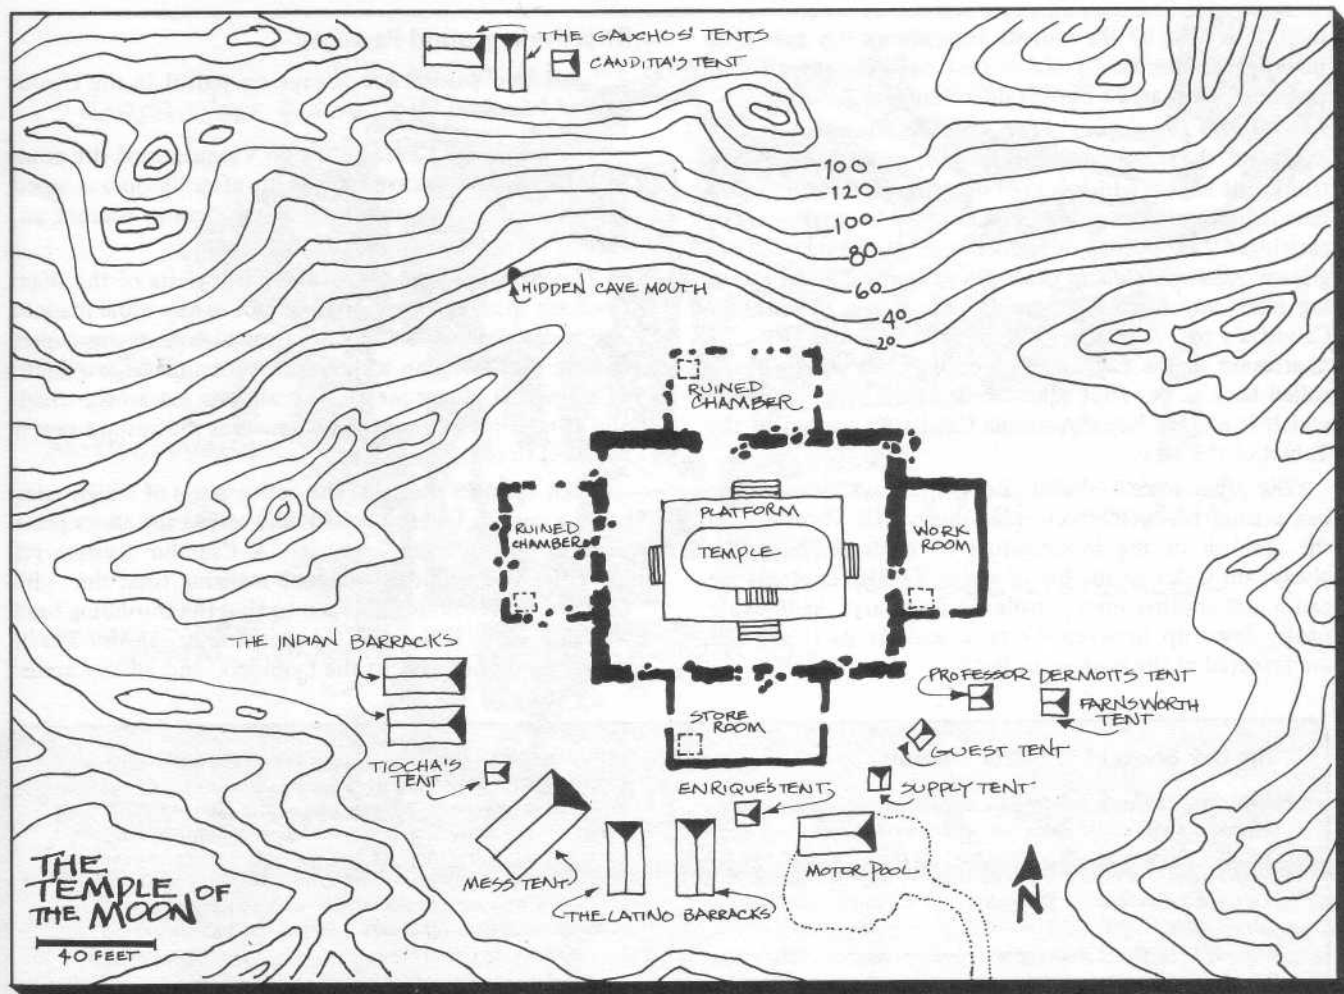 THE GAUCHOS' TENTS
CANDITTA'S TENT
140
120
100
80
60
40
20
HIDDEN CAVE MOUTH
RUINED
CHAMBER
RUINED
CHAMBER
PLATFORM
TEMPLE
WORK
ROOM
THE INDIAN BARRACKS
PROFESSOR DERMOTTS TENT
FARNSWORTH
TENT
STORE
ROOM
GUEST TENT
TIOCHA'S
TENT
ENRIQUE'S TENT
SUPPLY TENT
MOTOR POOL
MESS TENT
THE LATINO BARRACKS
N
THE
TEMPLE OF
THE MOON
40 FEET